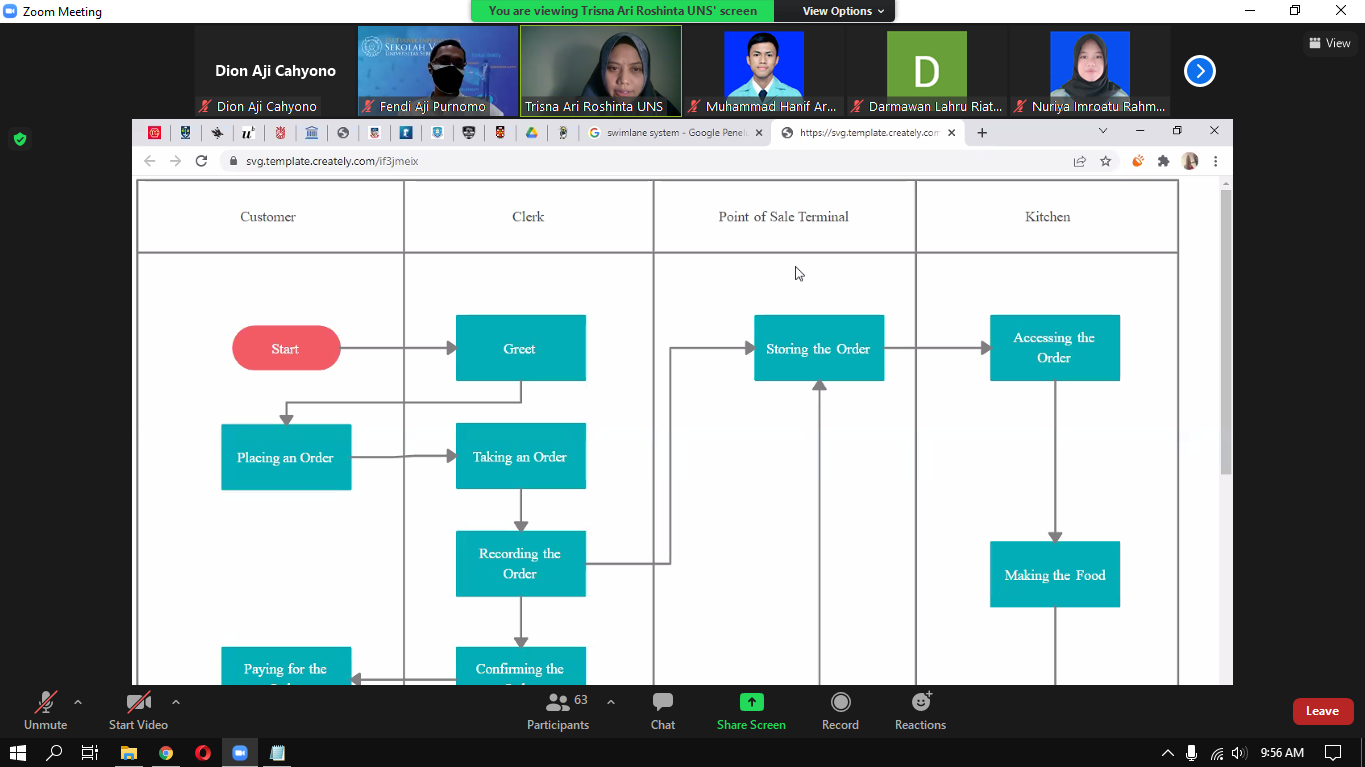 Zoom Meeting
You are viewing Trisna Ari Roshinta UNS' screen
View Options
View
Dion Aji Cahyono
Dion Aji Cahyono
SEKOLAH V
Fendi Aji Purnomo
Trisna Ari Roshinta UNS
Muhammad Hanif Ar...
D
Darmawan Lahru Riat...
Nuriya Imroatu Rahm...
swimlane system - Google Penel
https://svg.template.creately.com
svg.template.creately.com/if3jmeix
Customer
Clerk
Point of Sale Terminal
Kitchen
Start
Greet
Storing the Order
Accessing the
Order
Placing an Order
Taking an Order
Recording the
Order
Making the Food
Paying for the
Confirming the
Unmute
Start Video
63
Participants
Chat
Share Screen
Record
Reactions
Leave
9:56 AM